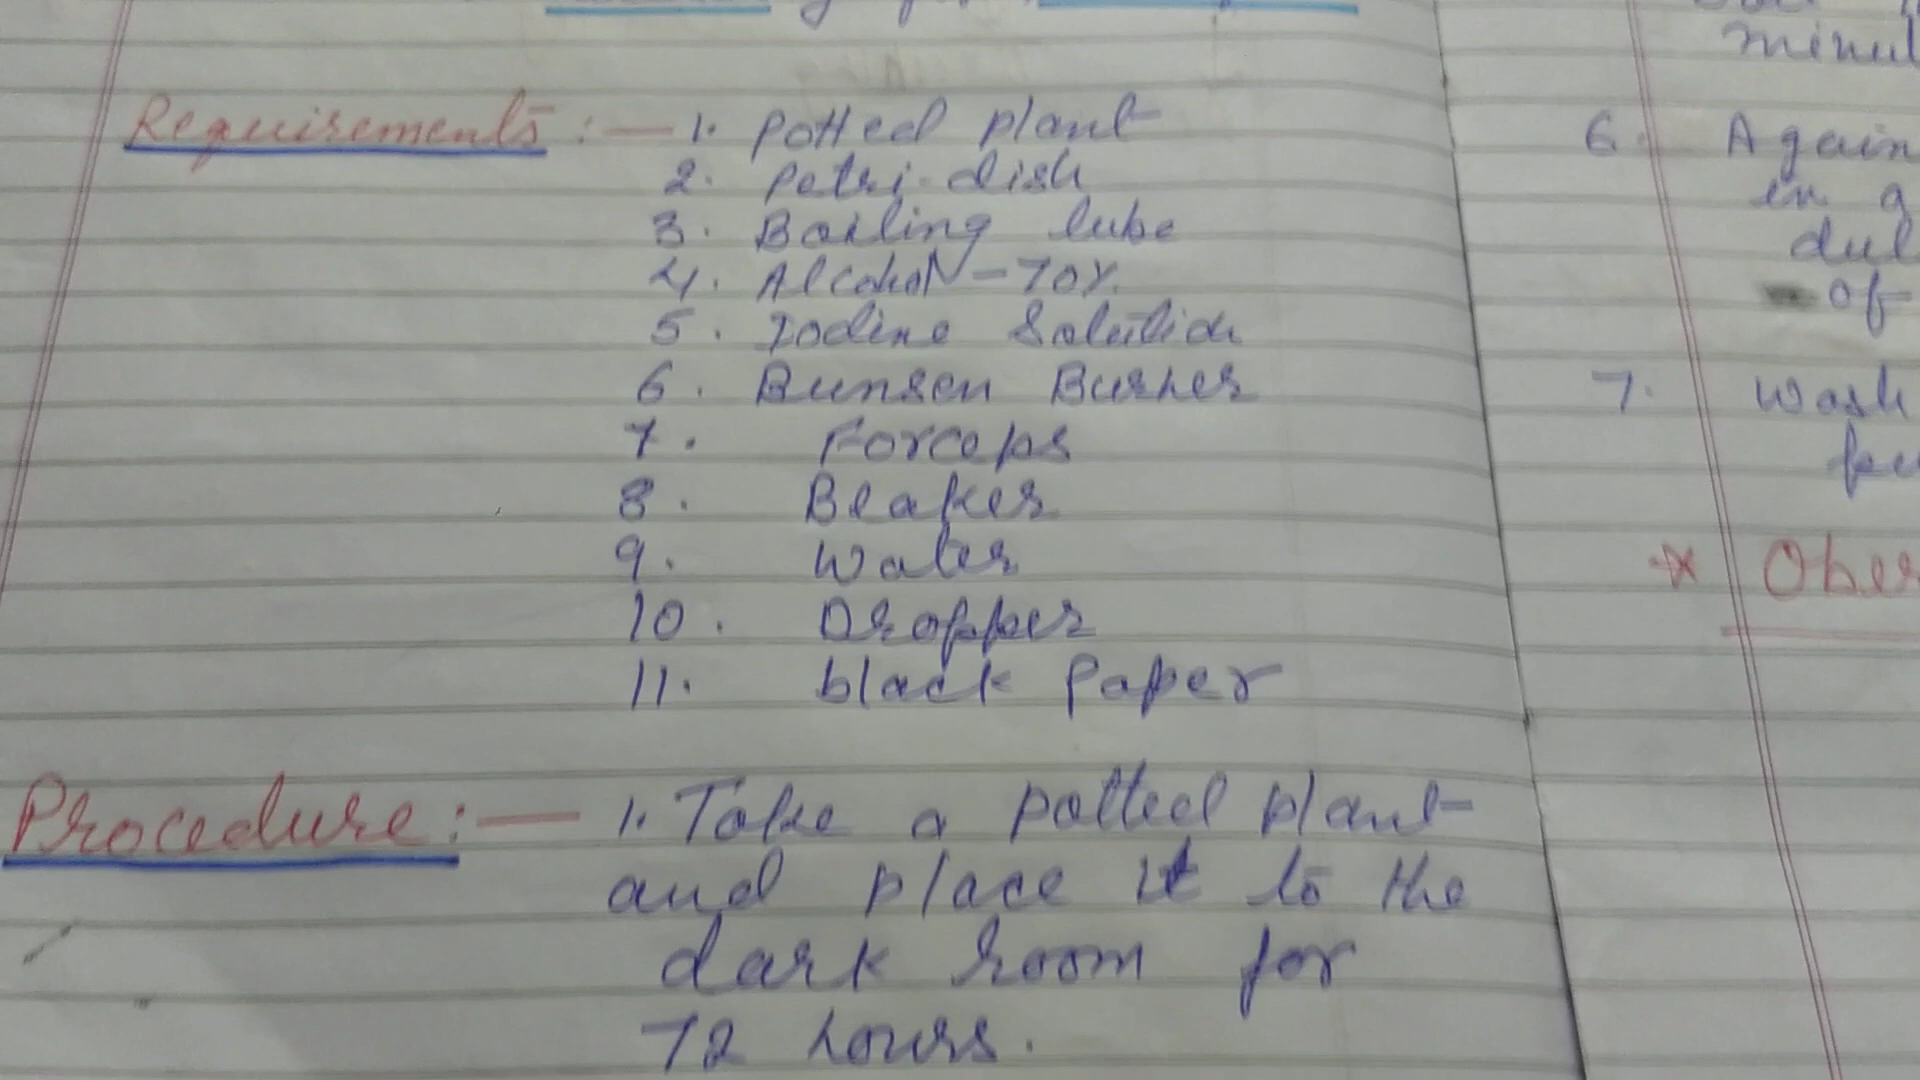 Requirements :— 1. Potted plant
2. Petri-dish
3. Boiling tube
4. Alcohol – 70%
5. Iodine Solution
6. Bunsen Burner
7. Forceps
8. Beaker
9. Water
10. Dropper
11. black Paper
Procedure :— 1. Take a potted plant
and place it to the
dark room for
72 hours.
6. Again
in
of
7. Wash
* Obser